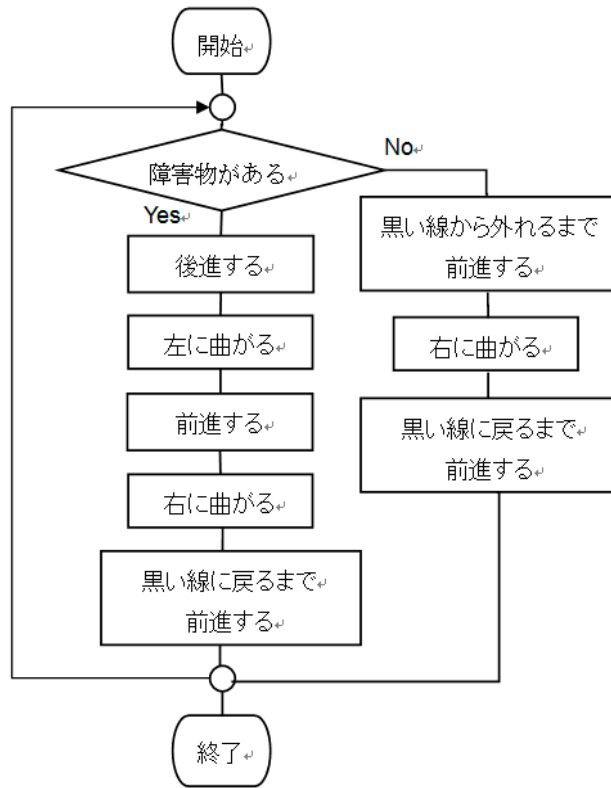 開始
障害物がある
No
Yes
後進する
左に曲がる
前進する
右に曲がる
黒い線に戻るまで
前進する
黒い線から外れるまで
前進する
右に曲がる
黒い線に戻るまで
前進する
終了